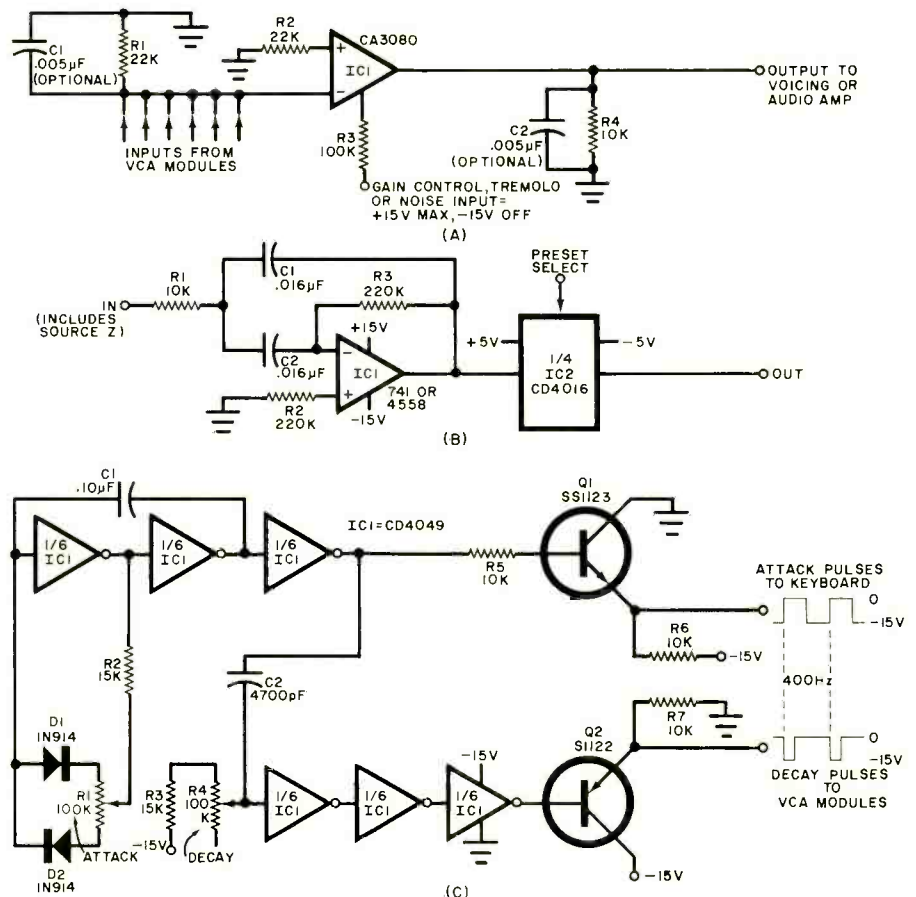 C1
.005µF
(OPTIONAL)
R1
22K
R2
22K
CA3080
+
IC1
-
R3
100K
C2
.005µF
(OPTIONAL)
R4
10K
OUTPUT TO
VOICING OR
AUDIO AMP
INPUTS FROM
VCA MODULES
GAIN CONTROL, TREMOLO
OR NOISE INPUT=
+15V MAX, -15V OFF
(A)
IN
(INCLUDES
SOURCE Z)
R1
10K
C1
.016µF
C2
.016µF
R3
220K
R2
220K
+15V
-
IC1
+
-15V
741 OR
4558
PRESET
SELECT
+5V
1/4
IC2
CD4016
-5V
OUT
(B)
C1
.10µF
1/6
IC1
1/6
IC1
1/6
IC1
IC1=CD4049
R5
10K
Q1
SS1123
ATTACK PULSES
TO KEYBOARD
0
-15V
R6
10K
-15V
400Hz
R2
15K
C2
4700pF
D1
1N914
R1
100K
ATTACK
D2
1N914
R3
15K
-15V
R4
100
K
DECAY
1/6
IC1
1/6
IC1
-15V
1/6
IC1
Q2
S1122
R7
10K
0
-15V
DECAY PULSES
TO
VCA MODULES
-15V
(C)